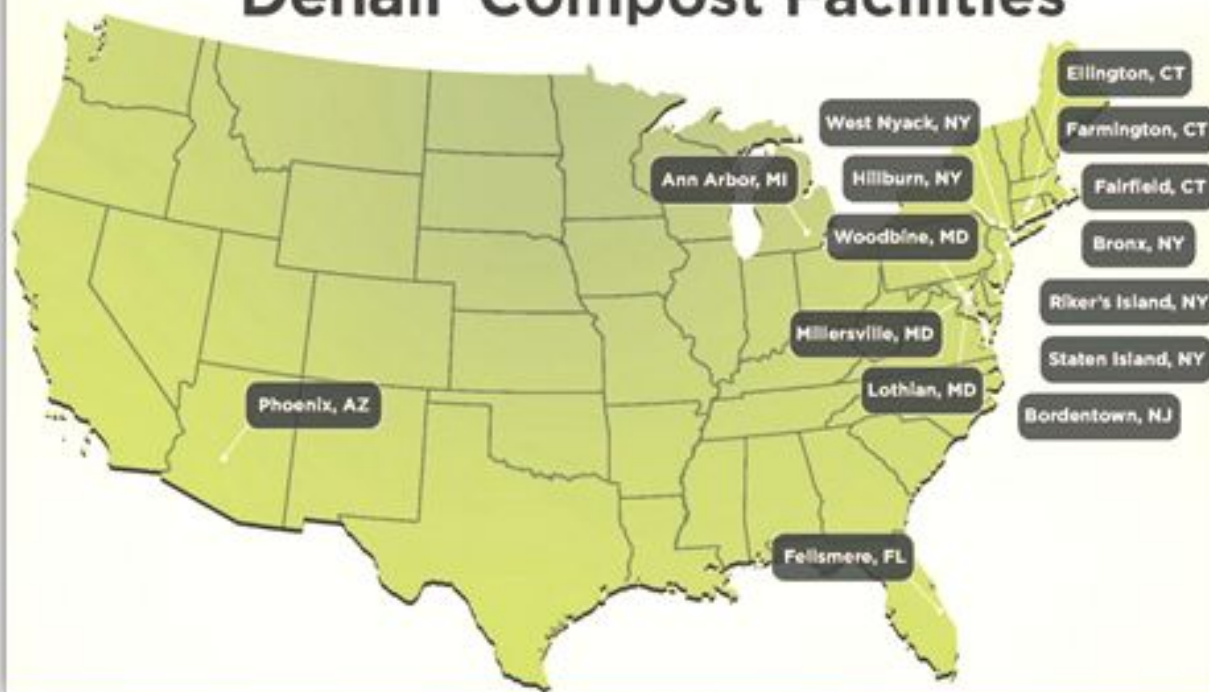 Denali Compost Facilities
Ellington, CT
West Nyack, NY
Farmington, CT
Ann Arbor, MI
Hillburn, NY
Fairfield, CT
Woodbine, MD
Bronx, NY
Riker's Island, NY
Millersville, MD
Staten Island, NY
Lothian, MD
Phoenix, AZ
Bordentown, NJ
Fellsmere, FL